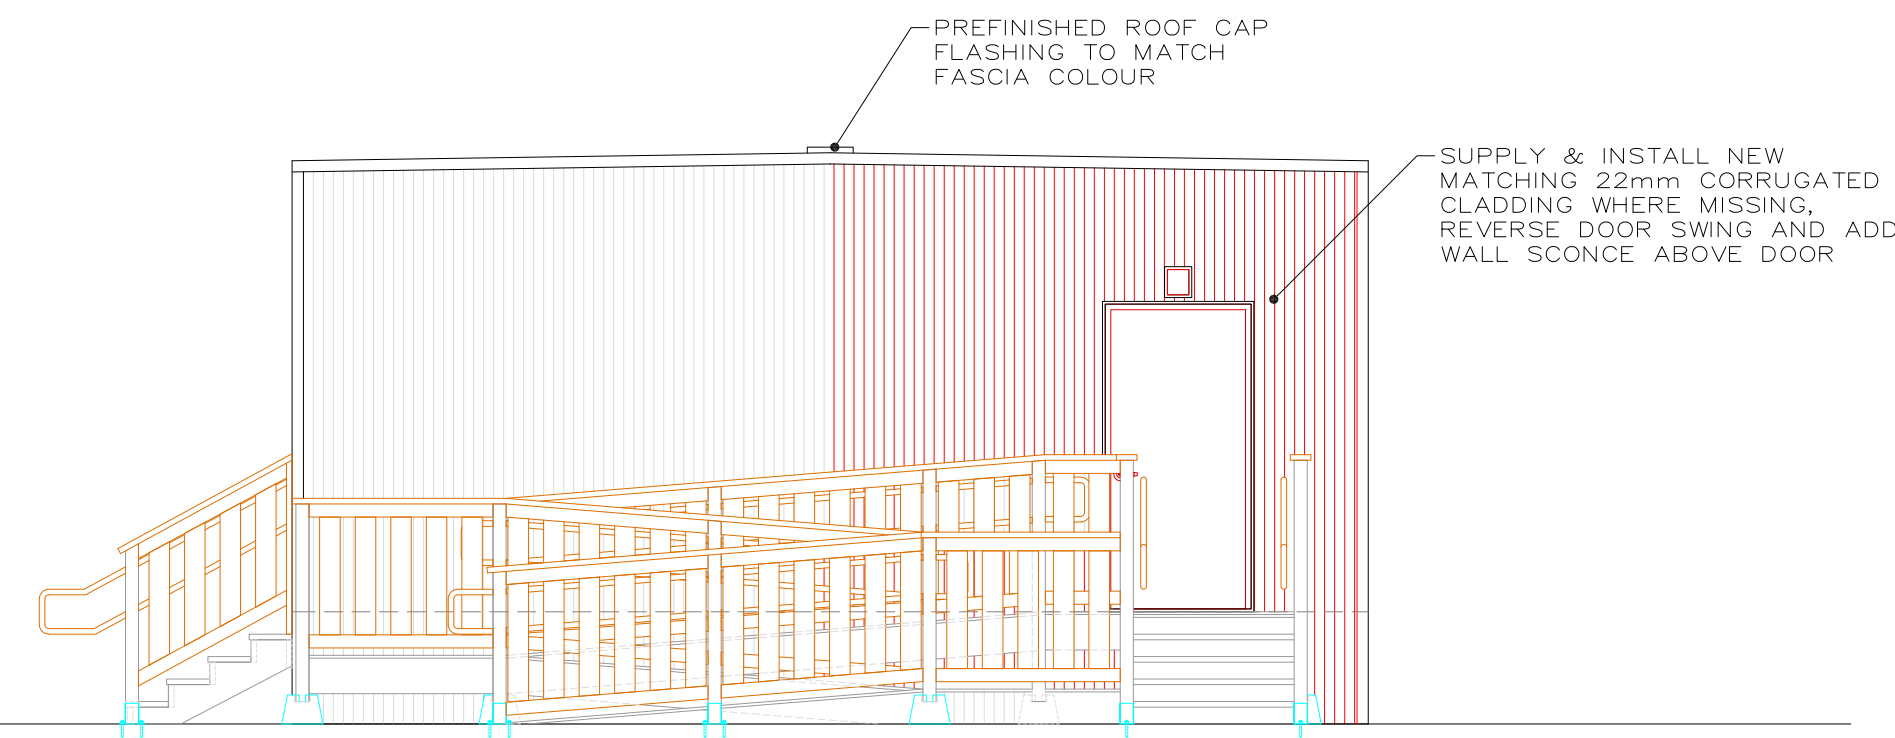 PREFINISHED ROOF CAP
FLASHING TO MATCH
FASCIA COLOUR
SUPPLY & INSTALL NEW
MATCHING 22mm CORRUGATED
CLADDING WHERE MISSING,
REVERSE DOOR SWING AND ADD
WALL SCONCE ABOVE DOOR